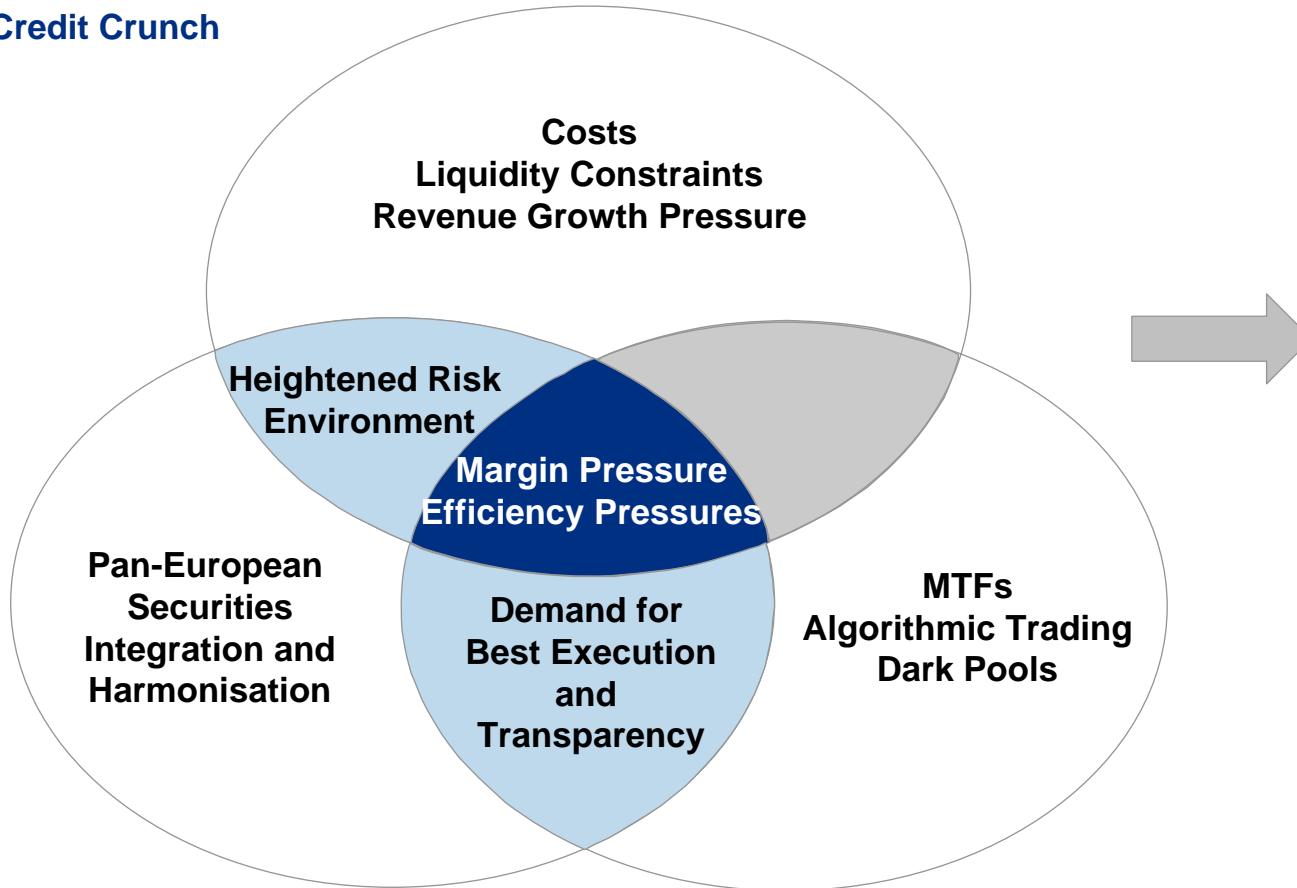 Credit Crunch
Costs
Liquidity Constraints
Revenue Growth Pressure
Heightened Risk
Environment
Margin Pressure
Efficiency Pressures
Pan-European
Securities
Integration and
Harmonisation
Demand for
Best Execution
and
Transparency
MTFs
Algorithmic Trading
Dark Pools